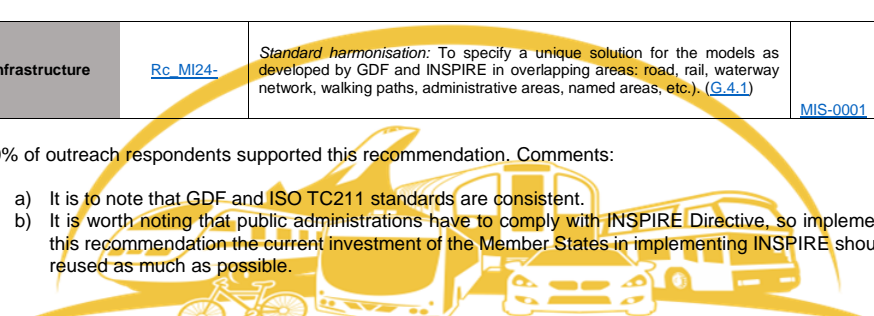 nfrastructure
Rc_MI24-
Standard harmonisation: To specify a unique solution for the models as
developed by GDF and INSPIRE in overlapping areas: road, rail, waterway
network, walking paths, administrative areas, named areas, etc.). (G.4.1)
MIS-0001
% of outreach respondents supported this recommendation. Comments:
a) It is to note that GDF and ISO TC211 standards are consistent.
b) It is worth noting that public administrations have to comply with INSPIRE Directive, so impleme
this recommendation the current investment of the Member States in implementing INSPIRE shou
reused as much as possible.